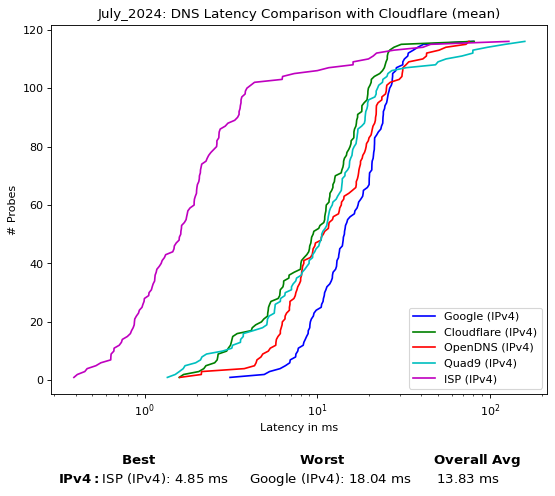 July_2024: DNS Latency Comparison with Cloudflare (mean)
120
100
80
60
40
20
0
# Probes
Google (IPv4)
Cloudflare (IPv4)
OpenDNS (IPv4)
Quad9 (IPv4)
ISP (IPv4)
10⁰ 10¹ 10²
Latency in ms
Best Worst Overall Avg
IPv4: ISP (IPv4): 4.85 ms Google (IPv4): 18.04 ms 13.83 ms